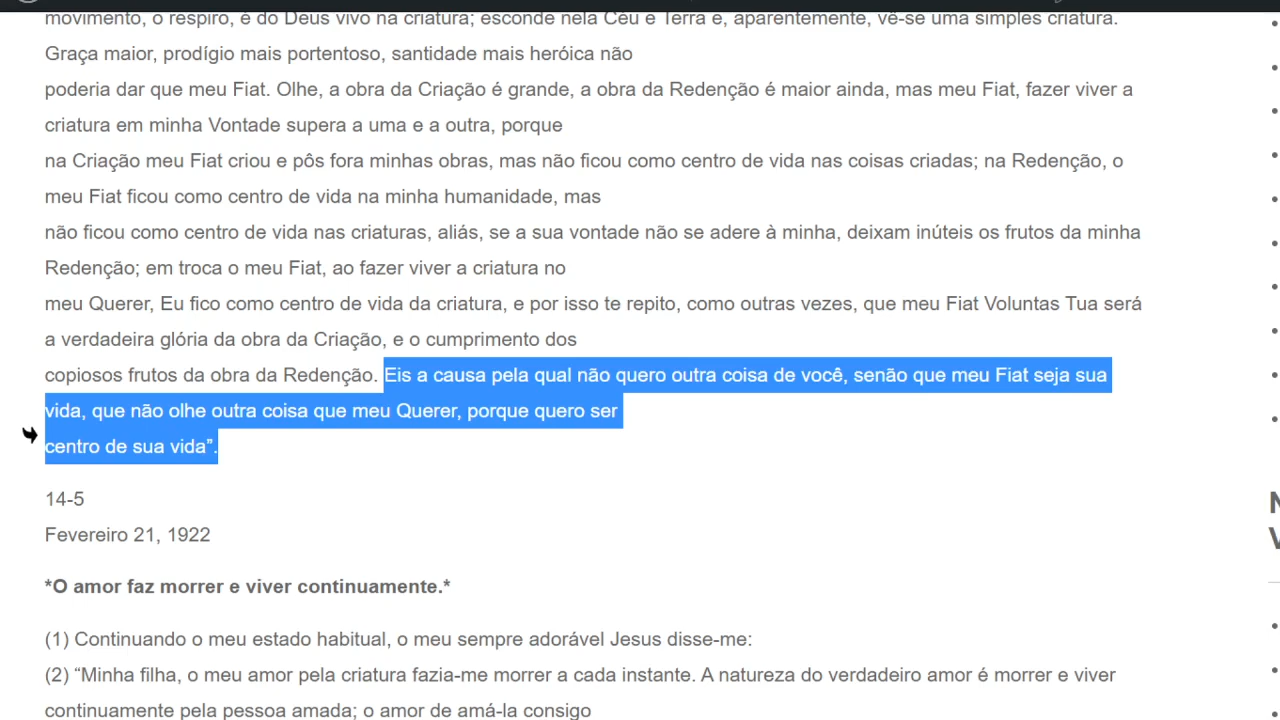 movimento, o respiro, é do Deus vivo na criatura; esconde nela Céu e Terra e, aparentemente, vê-se uma simples criatura.
Graça maior, prodígio mais portentoso, santidade mais heróica não
poderia dar que meu Fiat. Olhe, a obra da Criação é grande, a obra da Redenção é maior ainda, mas meu Fiat, fazer viver a
criatura em minha Vontade supera a uma e a outra, porque
na Criação meu Fiat criou e pôs fora minhas obras, mas não ficou como centro de vida nas coisas criadas; na Redenção, o
meu Fiat ficou como centro de vida na minha humanidade, mas
não ficou como centro de vida nas criaturas, aliás, se a sua vontade não se adere à minha, deixam inúteis os frutos da minha
Redenção; em troca o meu Fiat, ao fazer viver a criatura no
meu Querer, Eu fico como centro de vida da criatura, e por isso te repito, como outras vezes, que meu Fiat Voluntas Tua será
a verdadeira glória da obra da Criação, e o cumprimento dos
copiosos frutos da obra da Redenção. Eis a causa pela qual não quero outra coisa de você, senão que meu Fiat seja sua
vida, que não olhe outra coisa que meu Querer, porque quero ser
centro de sua vida”.
14-5
Fevereiro 21, 1922
*O amor faz morrer e viver continuamente.*
(1) Continuando o meu estado habitual, o meu sempre adorável Jesus disse-me:
(2) “Minha filha, o meu amor pela criatura fazia-me morrer a cada instante. A natureza do verdadeiro amor é morrer e viver
continuamente pela pessoa amada; o amor de amá-la consigo